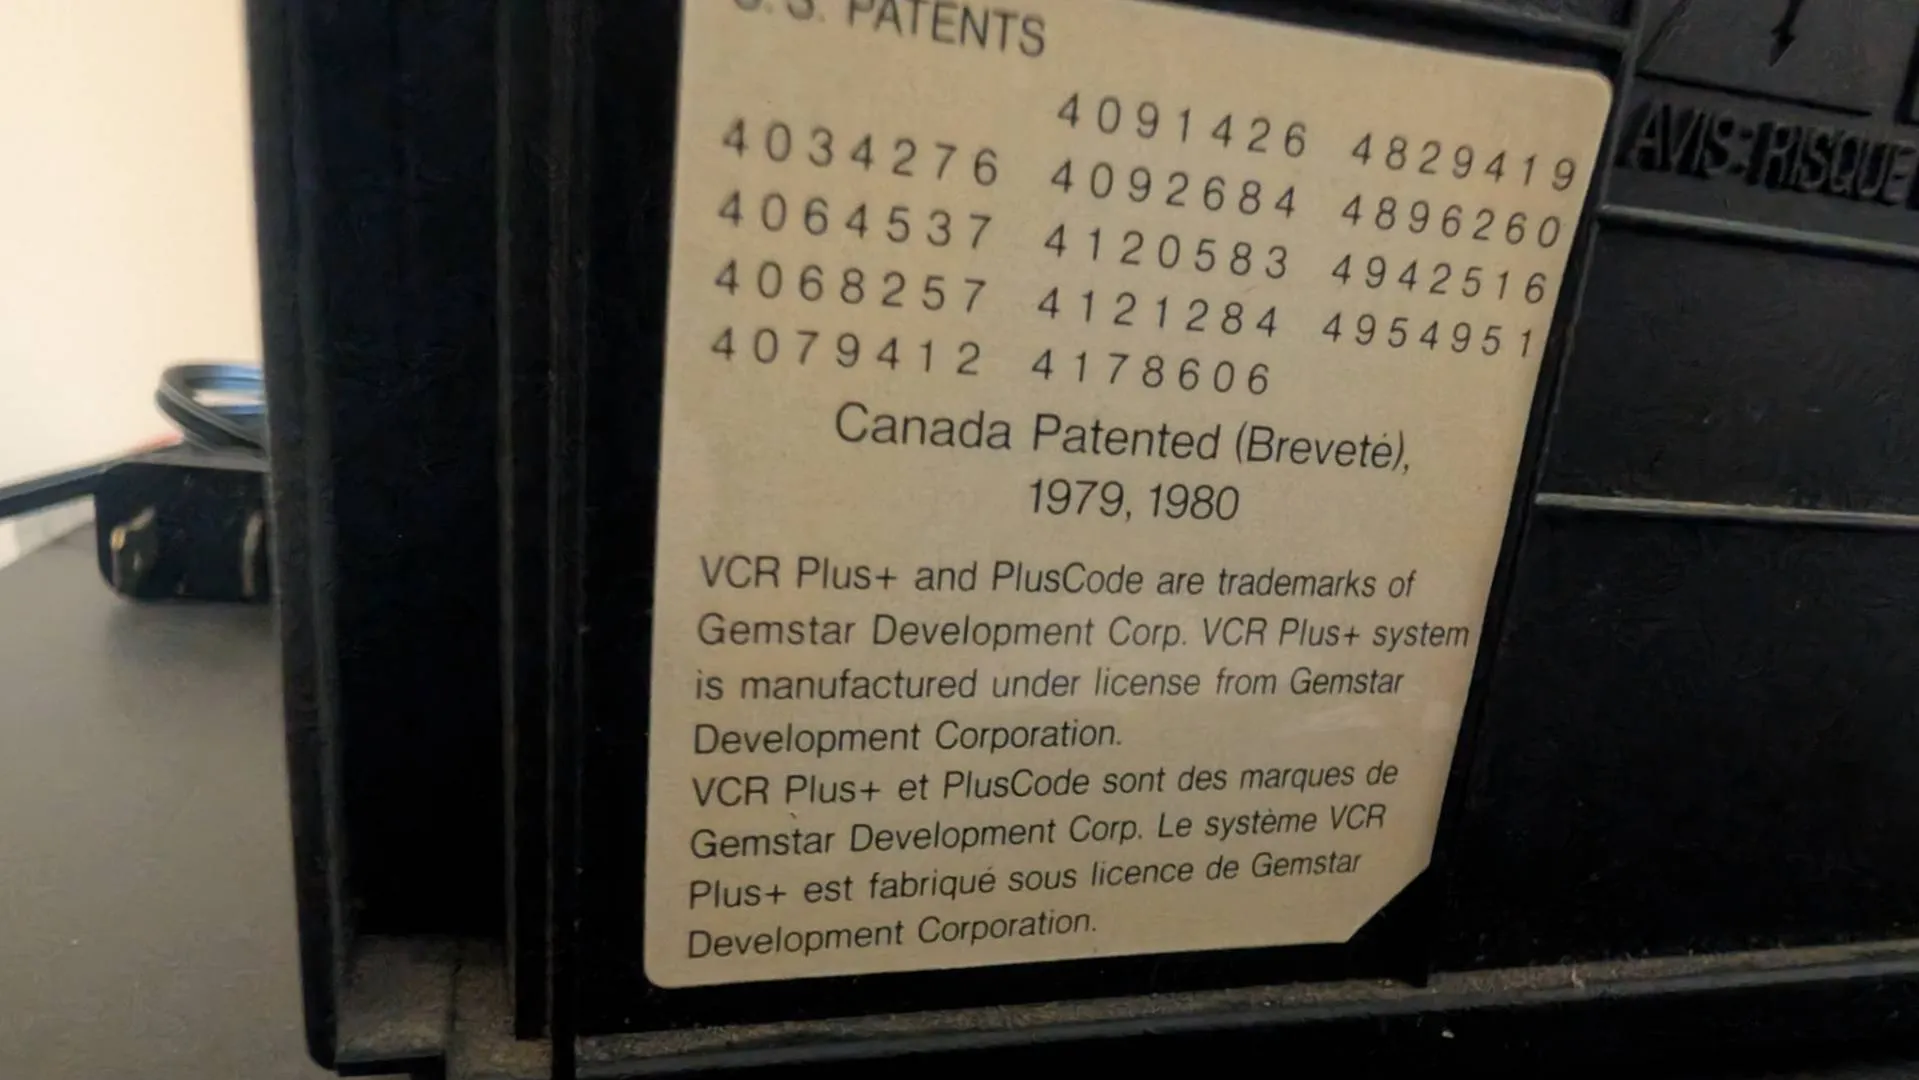 U.S. PATENTS
4091426 4829419
4034276 4092684 4896260
4064537 4120583 4942516
4068257 4121284 4954951
4079412 4178606
Canada Patented (Breveté),
1979, 1980
VCR Plus+ and PlusCode are trademarks of
Gemstar Development Corp. VCR Plus+ system
is manufactured under license from Gemstar
Development Corporation.
VCR Plus+ et PlusCode sont des marques de
Gemstar Development Corp. Le système VCR
Plus+ est fabriqué sous licence de Gemstar
Development Corporation.
AVIS: RISQUE